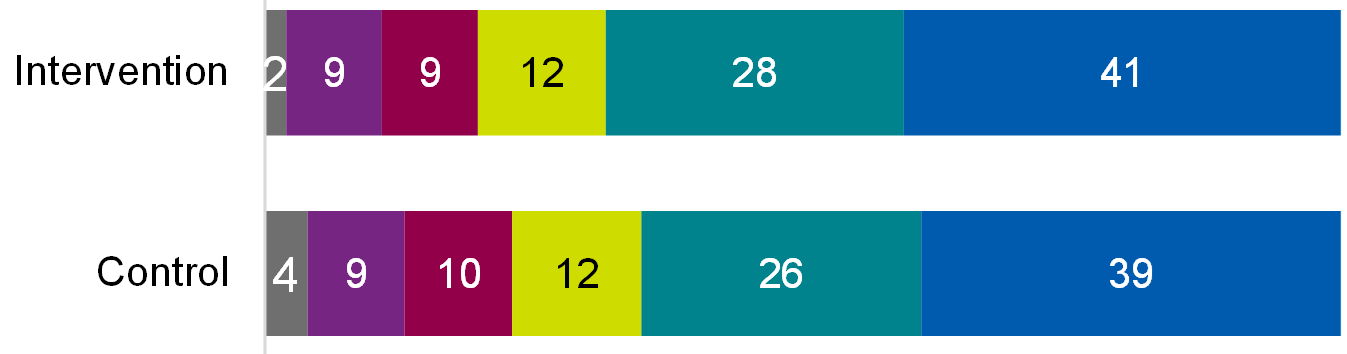 Intervention 2 9 9 12 28 41
Control 4 9 10 12 26 39